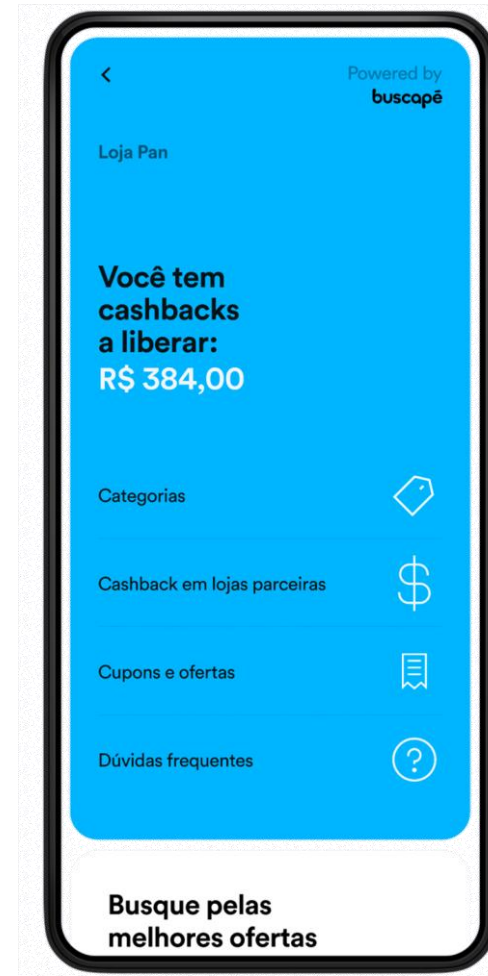 Powered by
buscapé
Loja Pan
Você tem
cashbacks
a liberar:
R$ 384,00
Categorias
Cashback em lojas parceiras
Cupons e ofertas
Dúvidas frequentes
Busque pelas
melhores ofertas